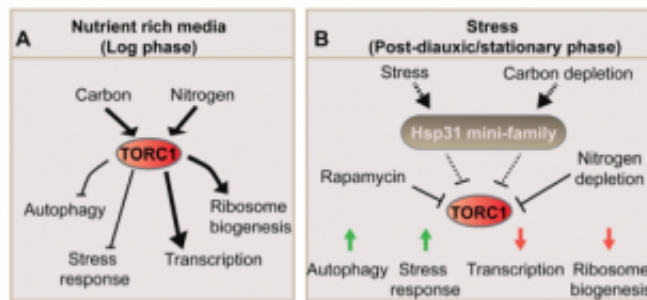 A
Nutrient rich media
(Log phase)
Carbon
Nitrogen
TORC1
Autophagy
Stress
response
Transcription
Ribosome
biogenesis
B
Stress
(Post-diauxic/stationary phase)
Stress
Carbon depletion
Hsp31 mini-family
Rapamycin
Nitrogen
depletion
TORC1
Autophagy
Stress
response
Transcription
Ribosome
biogenesis